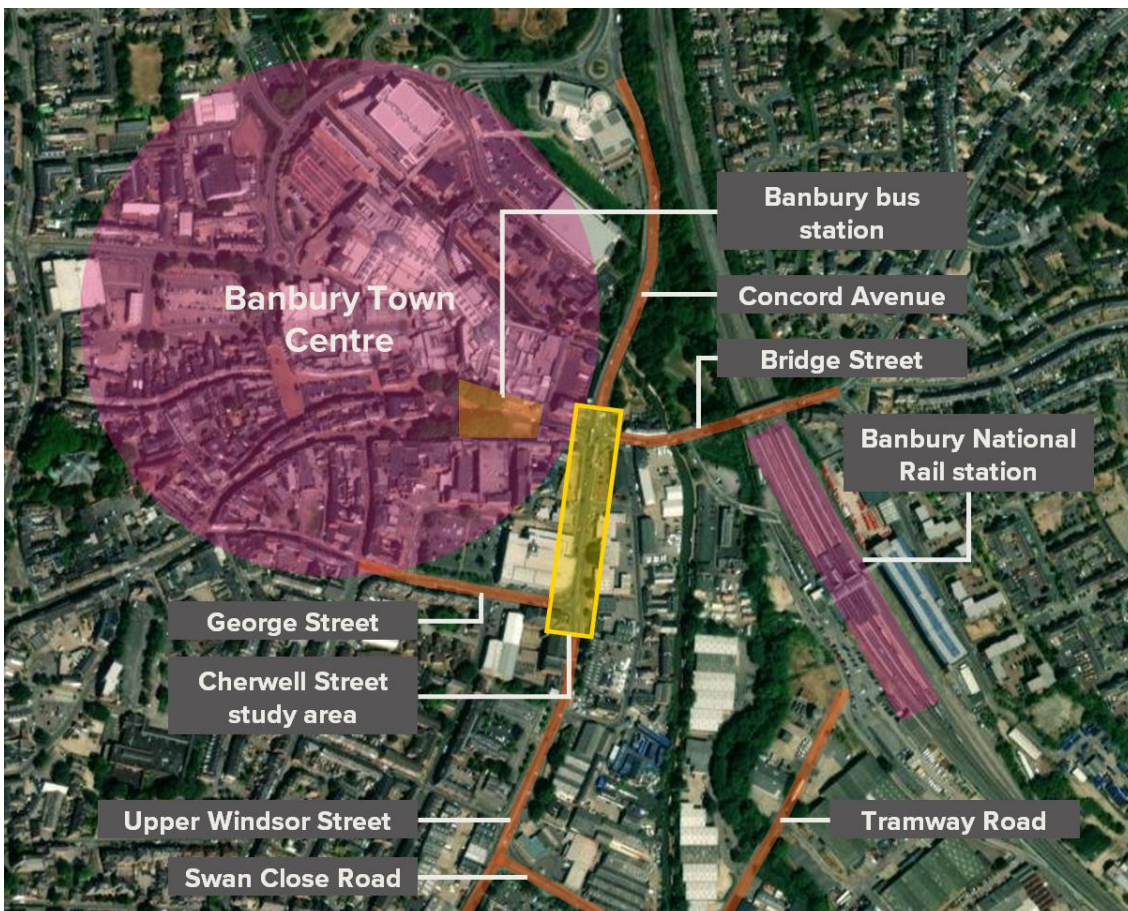 Banbury bus
station
Concord Avenue
Banbury Town
Centre
Bridge Street
Banbury National
Rail station
George Street
Cherwell Street
study area
Upper Windsor Street
Tramway Road
Swan Close Road